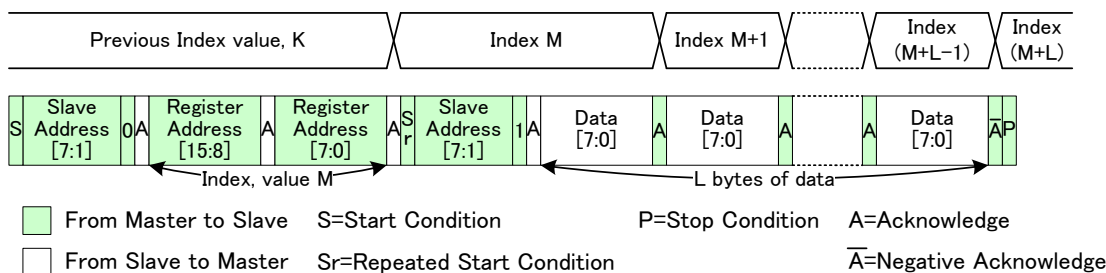 Previous Index value, K
Index M
Index M+1
Index
(M+L-1)
Index
(M+L)
S
Slave
Address
[7:1]
0
A
Register
Address
[15:8]
A
Register
Address
[7:0]
A
S
r
Slave
Address
[7:1]
1
A
Data
[7:0]
A
Data
[7:0]
A
A
Data
[7:0]
A̅
P
Index, value M
L bytes of data
From Master to Slave
S=Start Condition
P=Stop Condition
A=Acknowledge
From Slave to Master
Sr=Repeated Start Condition
A̅=Negative Acknowledge